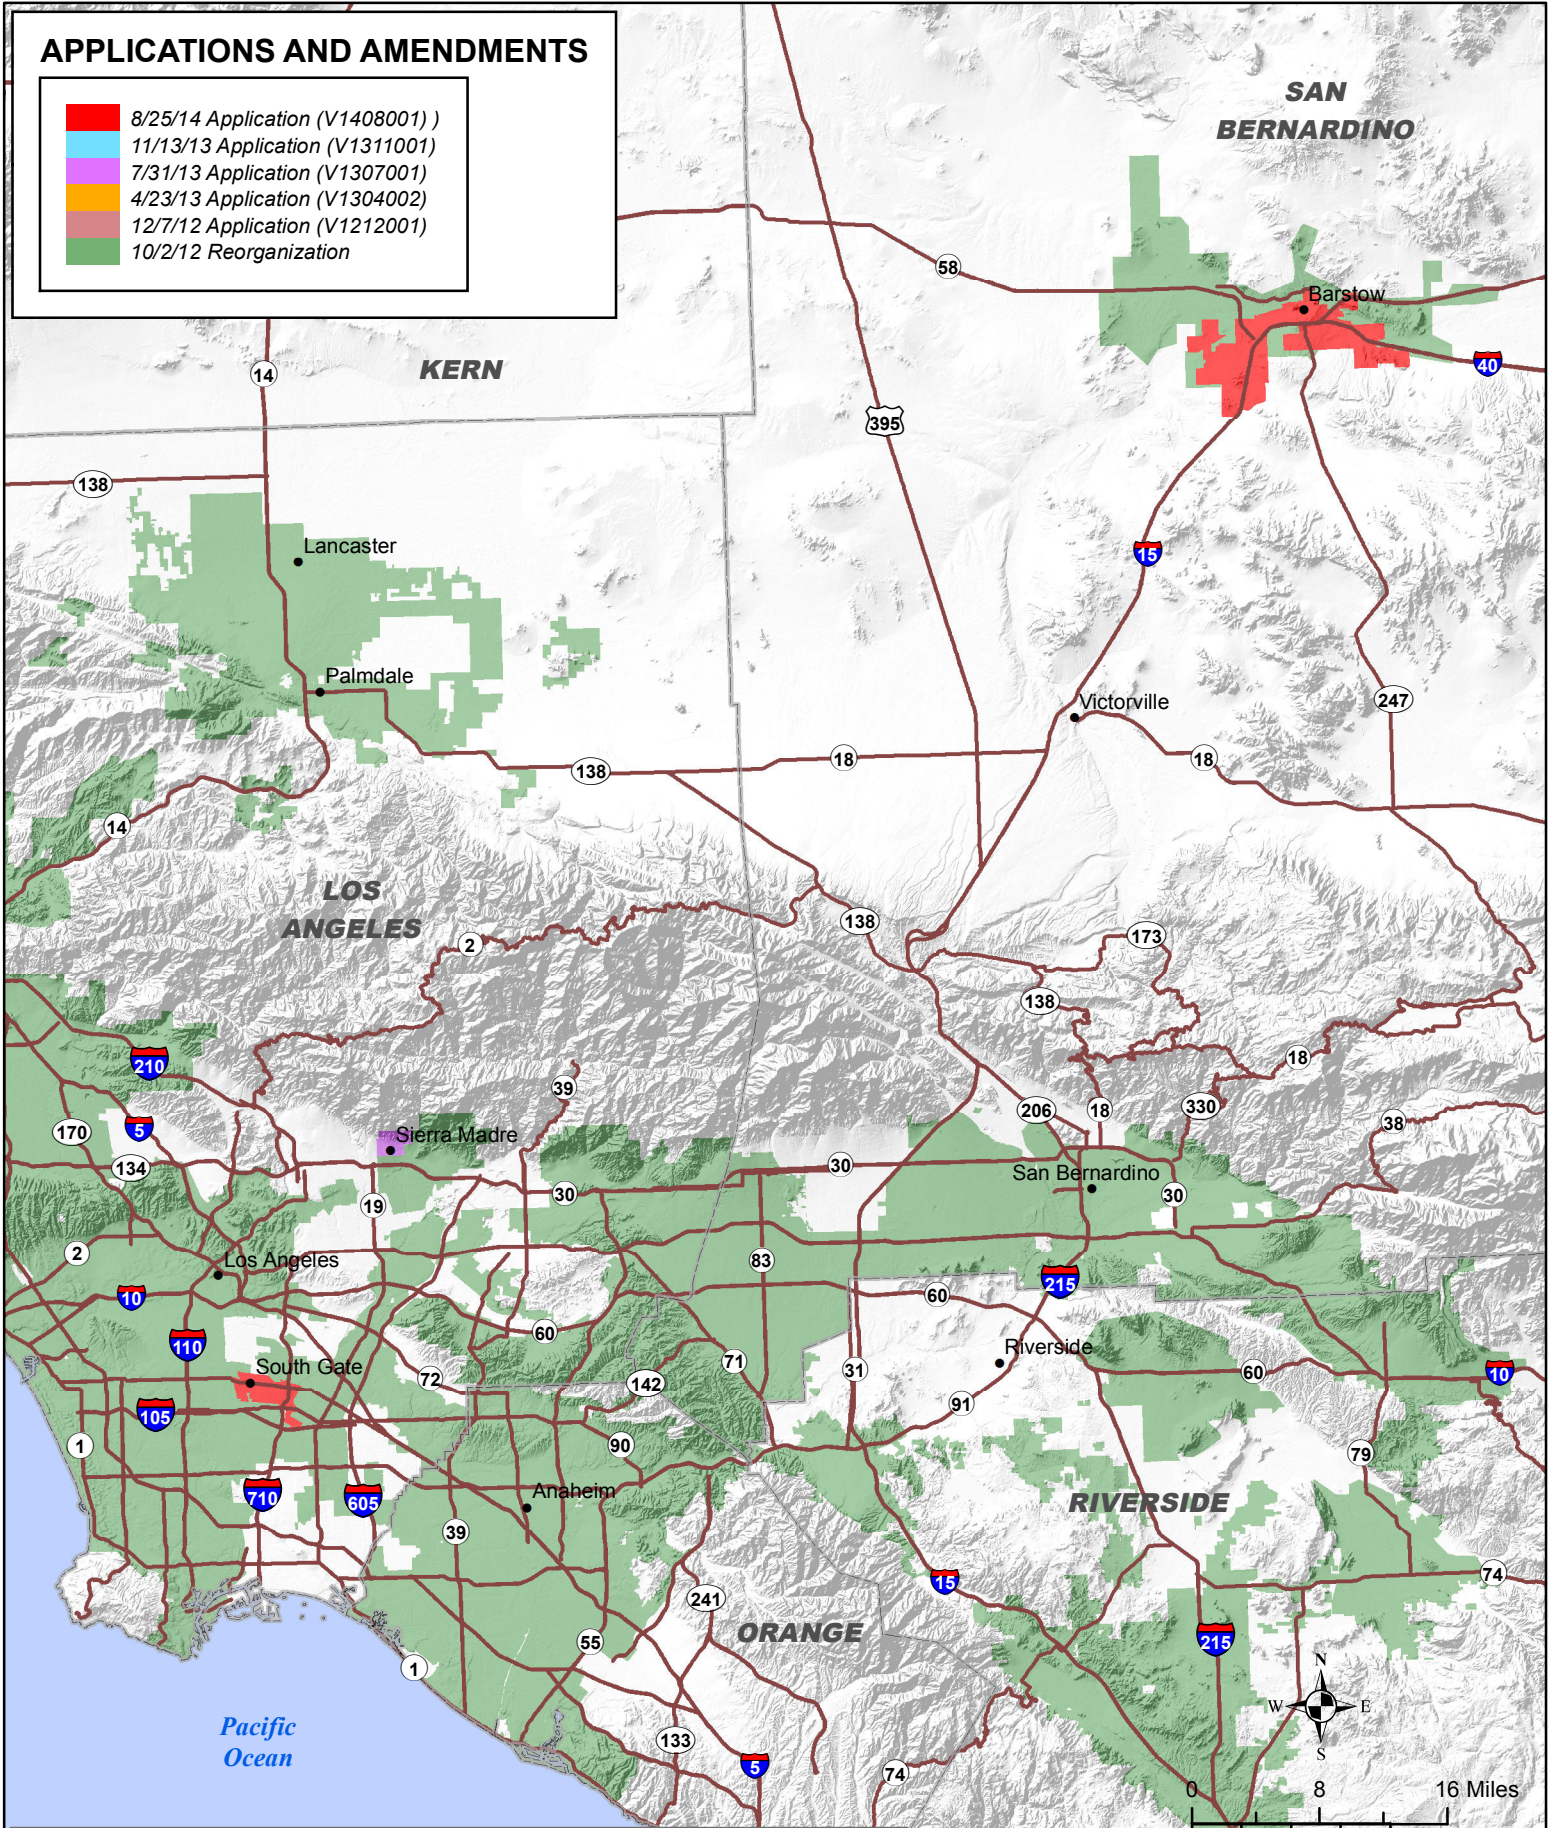 APPLICATIONS AND AMENDMENTS
8/25/14 Application (V1408001) )
11/13/13 Application (V1311001)
7/31/13 Application (V1307001)
4/23/13 Application (V1304002)
12/7/12 Application (V1212001)
10/2/12 Reorganization
SAN
BERNARDINO
58
Barstow
40
14
KERN
395
138
15
Lancaster
Palmdale
Victorville
247
138
18
18
14
LOS
ANGELES
2
138
173
138
210
39
18
206
18
330
38
170
5
Sierra Madre
134
30
San Bernardino
30
30
19
2
Los Angeles
83
10
215
60
60
110
Riverside
South Gate
72
142
71
31
60
10
105
91
1
90
79
710
605
Anaheim
RIVERSIDE
39
15
74
241
ORANGE
55
215
1
N
W
E
S
Pacific
Ocean
133
5
74
0
8
16 Miles